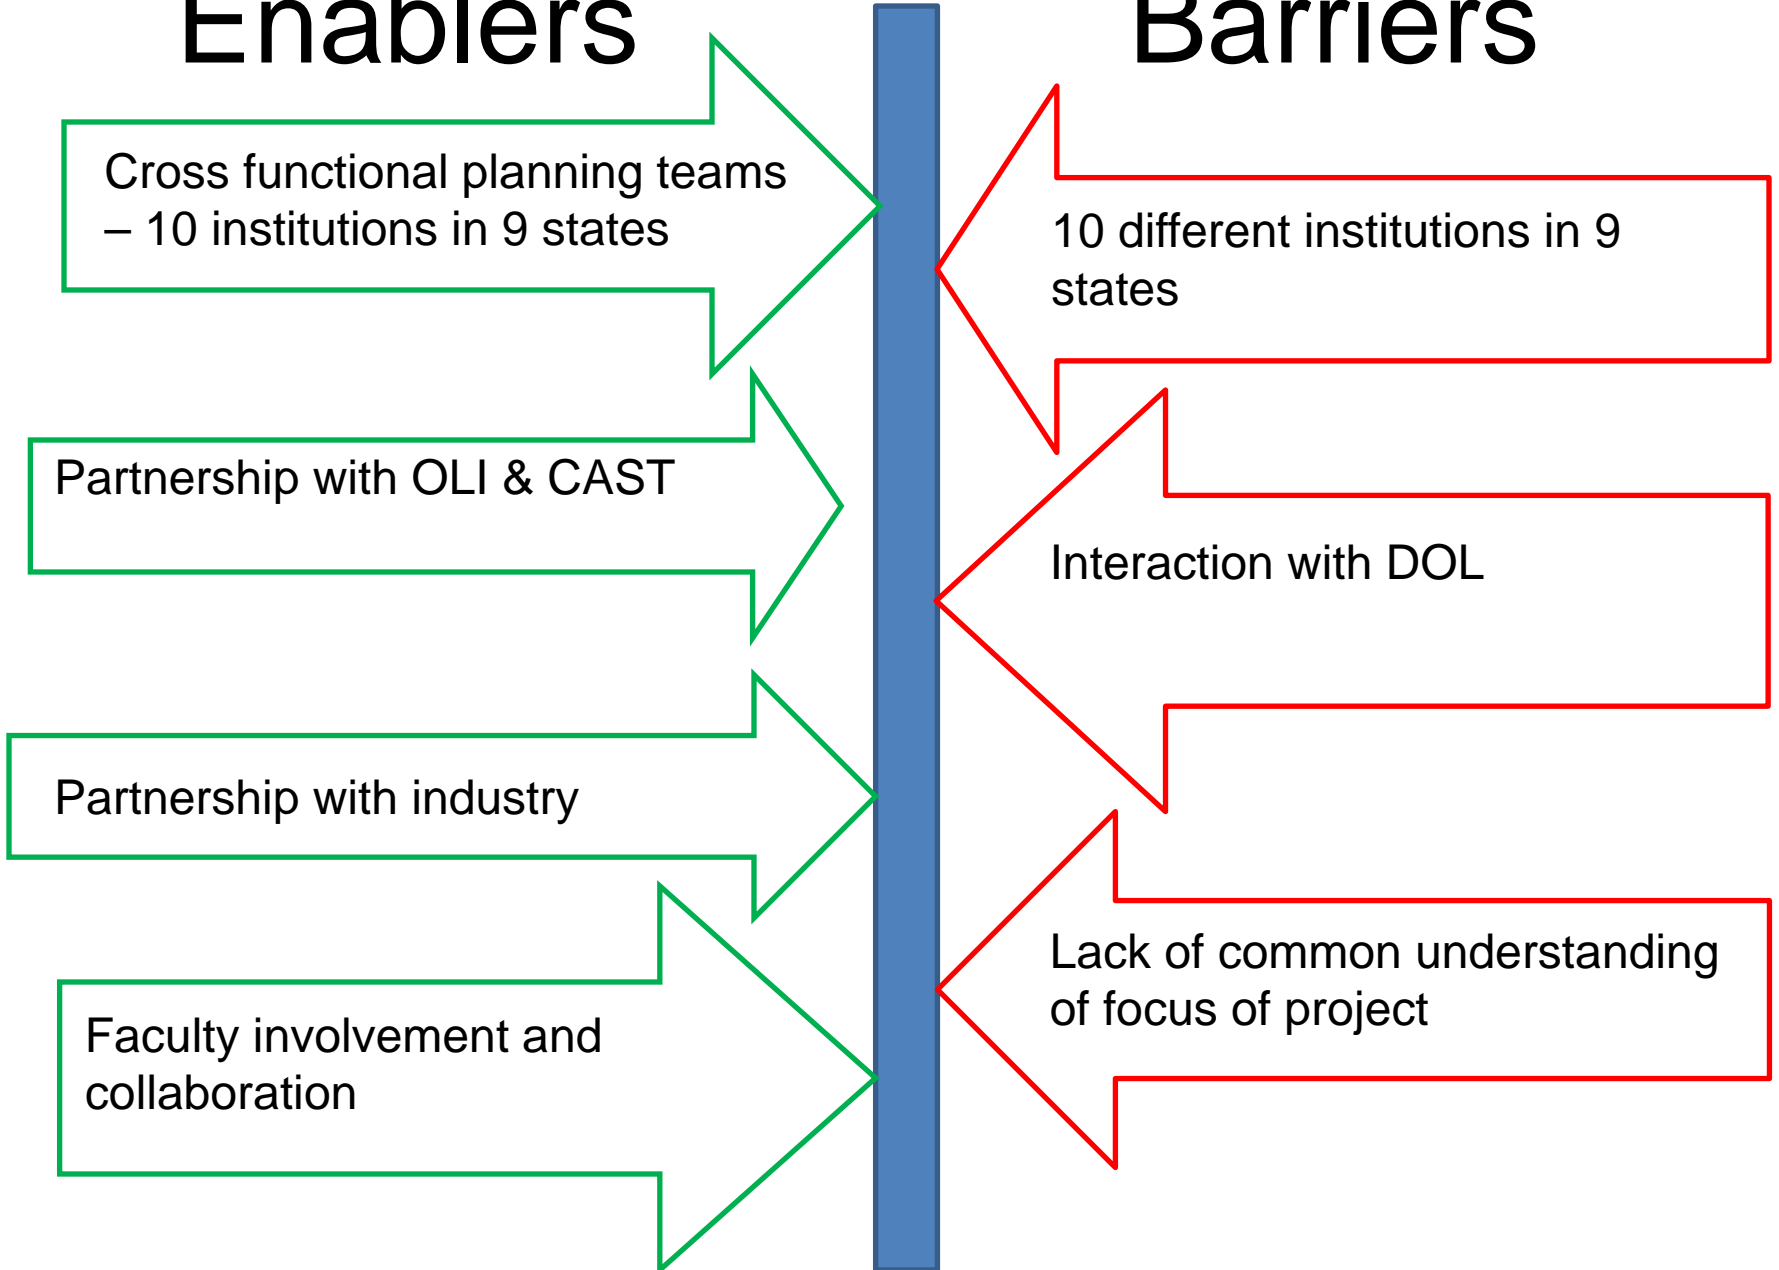 Enablers
Barriers
Cross functional planning teams
– 10 institutions in 9 states
Partnership with OLI & CAST
Partnership with industry
Faculty involvement and
collaboration
10 different institutions in 9
states
Interaction with DOL
Lack of common understanding
of focus of project